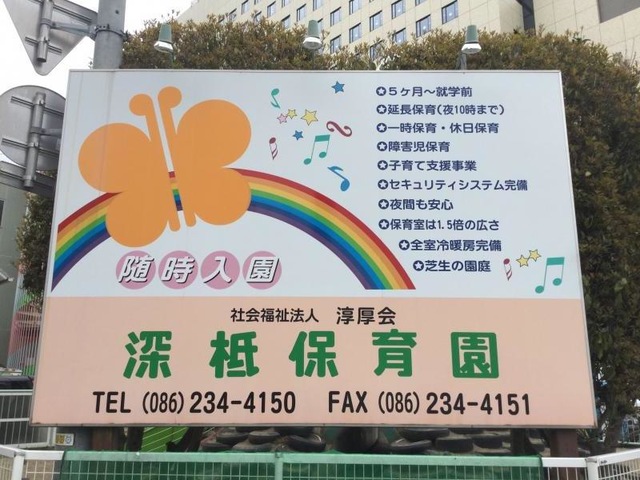 ✪5ヶ月～就学前
✪延長保育(夜10時まで)
✪一時保育・休日保育
✪障害児保育
✪子育て支援事業
✪セキュリティシステム完備
✪夜間も安心
✪保育室は1.5倍の広さ
✪全室冷暖房完備
✪芝生の園庭
随時入園
社会福祉法人 淳厚会
深柢保育園
TEL (086) 234-4150 FAX (086) 234-4151